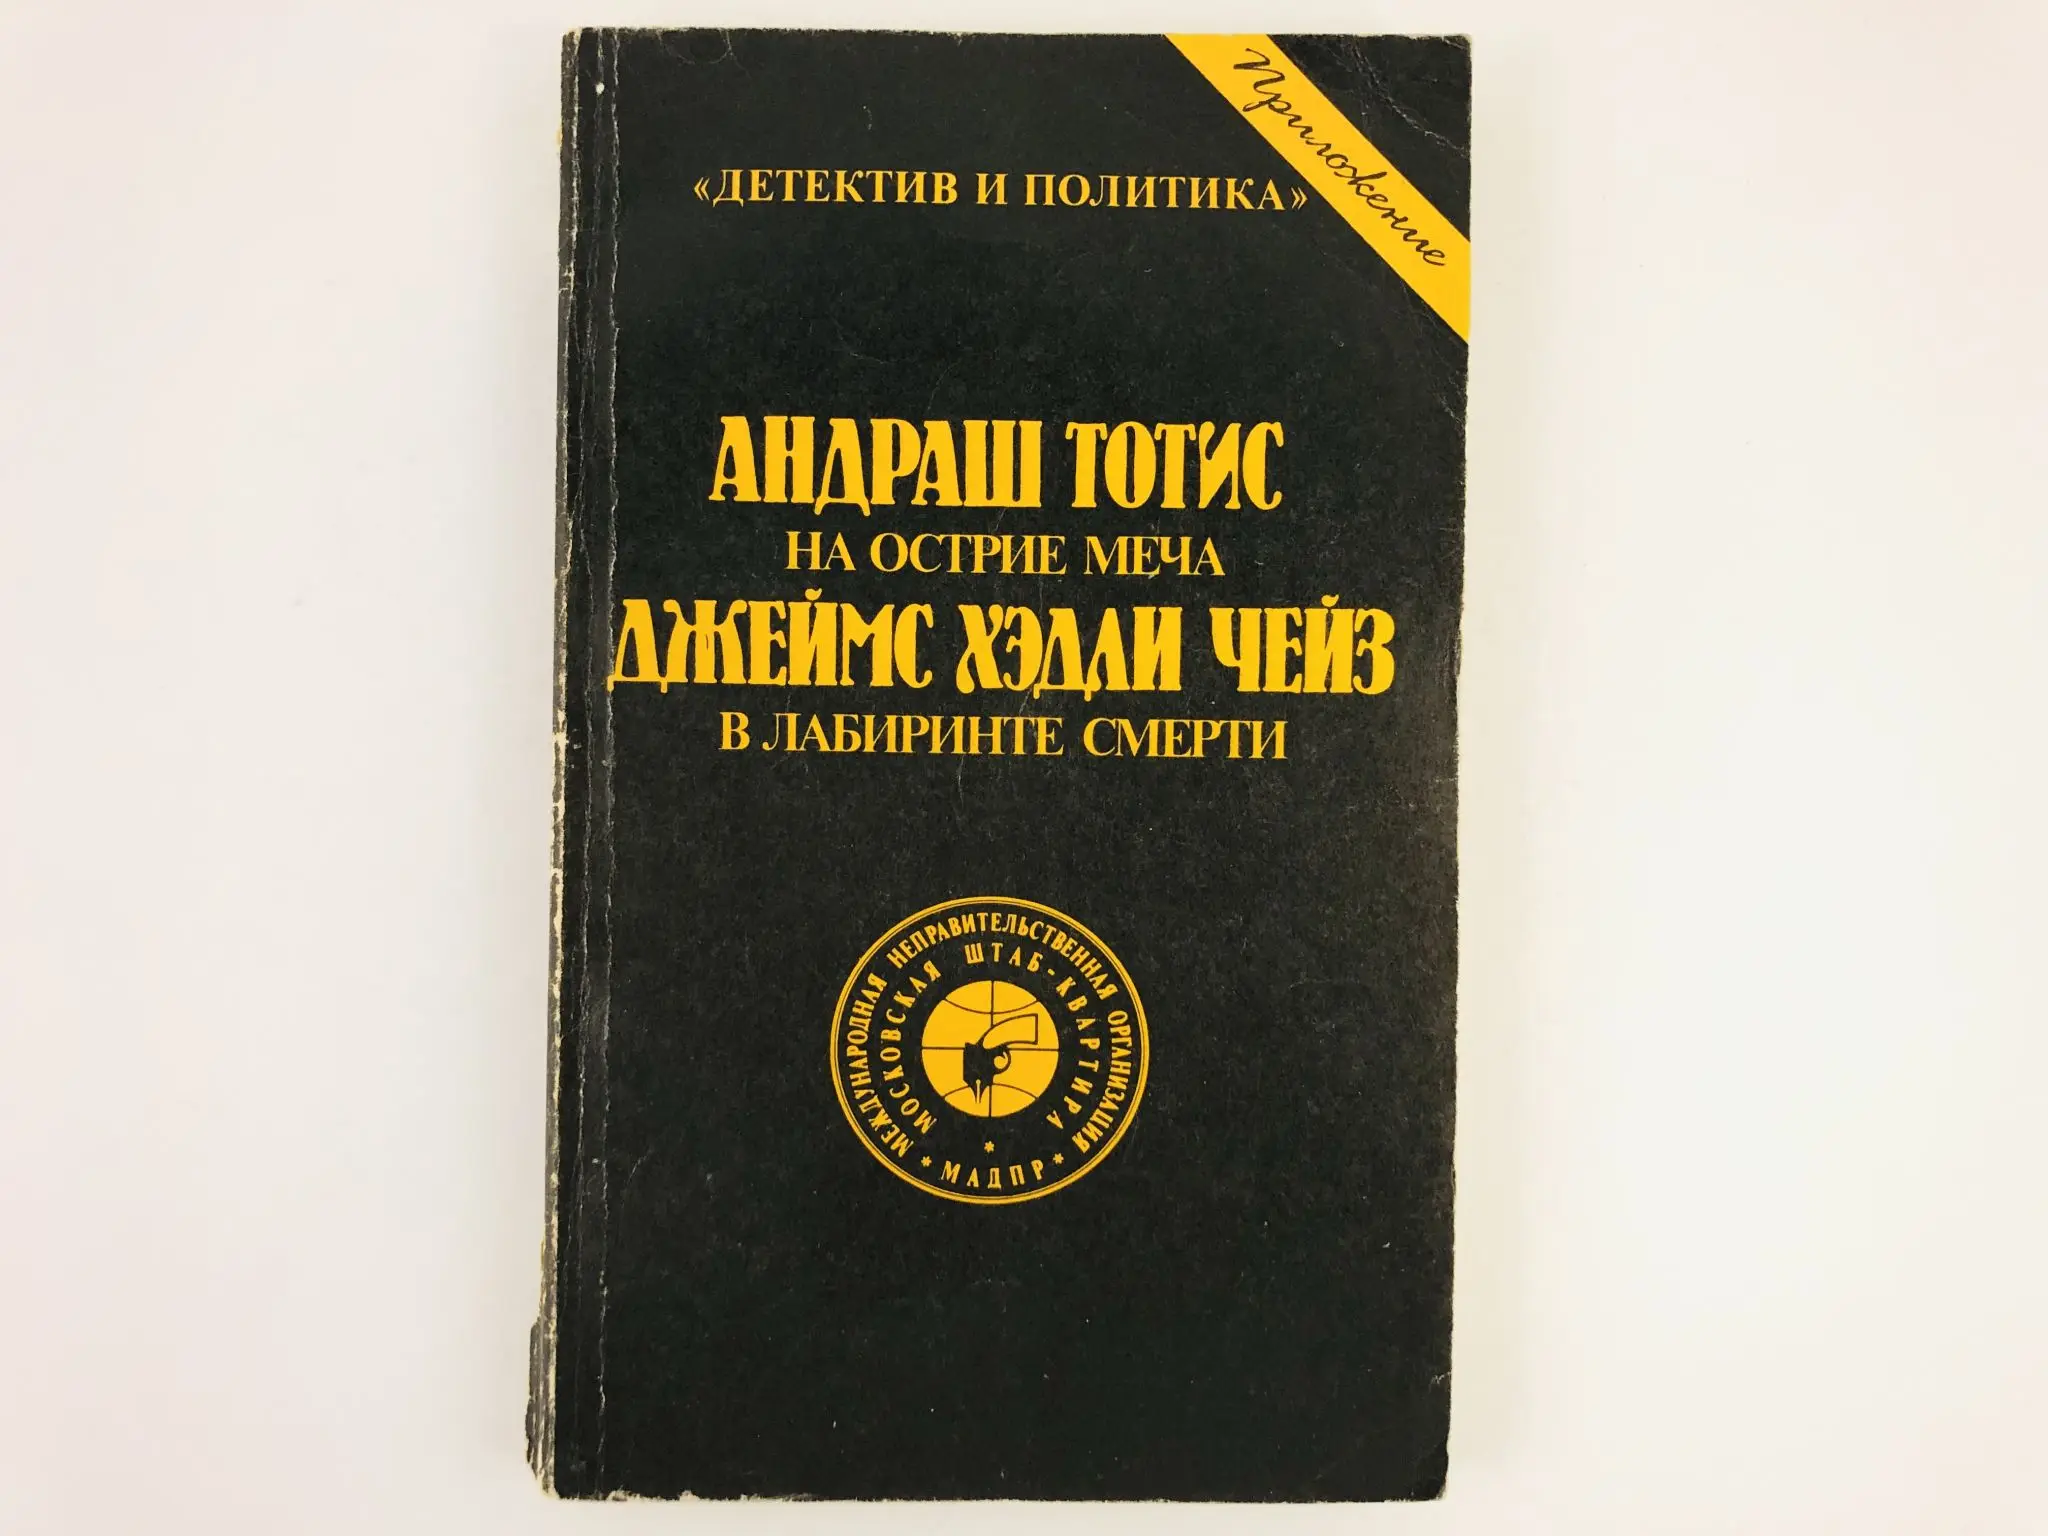 Приложение
«ДЕТЕКТИВ И ПОЛИТИКА»
АНДРАШ ТОТИС
НА ОСТРИЕ МЕЧА
ДЖЕЙМС ХЭДЛИ ЧЕЙЗ
В ЛАБИРИНТЕ СМЕРТИ
МЕЖДУНАРОДНАЯ НЕПРАВИТЕЛЬСТВЕННАЯ ОРГАНИЗАЦИЯ
МОСКОВСКАЯ ШТАБ-КВАРТИРА
* МАДПР *